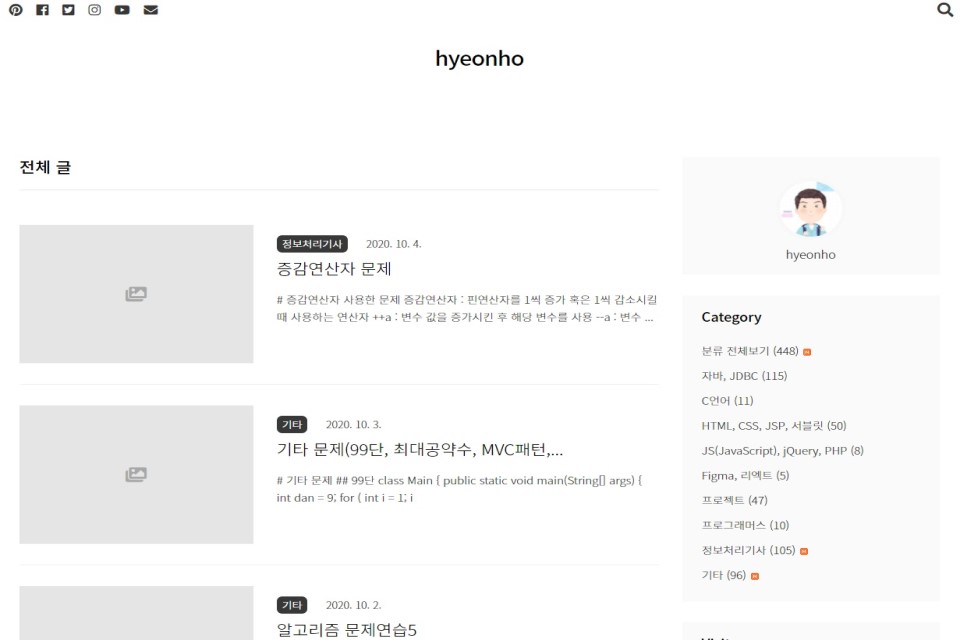 hyeonho
전체 글
정보처리기사 2020. 10. 4.
증감연산자 문제
# 증감연산자 사용한 문제 증감연산자 : 핀연산자를 1씩 증가 혹은 1씩 감소시킬
때 사용하는 연산자 ++a : 변수 값을 증가시킨 후 해당 변수를 사용 --a : 변수 ...
기타 2020. 10. 3.
기타 문제(99단, 최대공약수, MVC패턴,...
# 기타 문제 ## 99단 class Main { public static void main(String[] args) {
int dan = 9; for ( int i = 1; i
기타 2020. 10. 2.
알고리즘 문제연습5
hyeonho
Category
분류 전체보기 (448)
자바, JDBC (115)
C언어 (11)
HTML, CSS, JSP, 서블릿 (50)
JS(JavaScript), jQuery, PHP (8)
Figma, 리엑트 (5)
프로젝트 (47)
프로그래머스 (10)
정보처리기사 (105)
기타 (96)